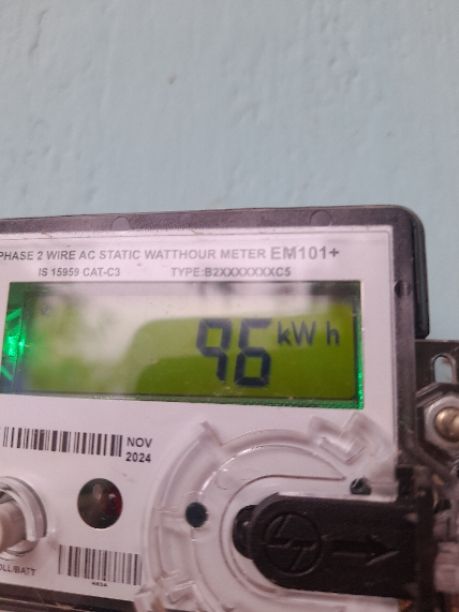 PHASE 2 WIRE AC STATIC WATTHOUR METER EM101+
IS 15959 CAT-C3 TYPE:B2XXXXXXXC5
96 kWh
NOV
2024